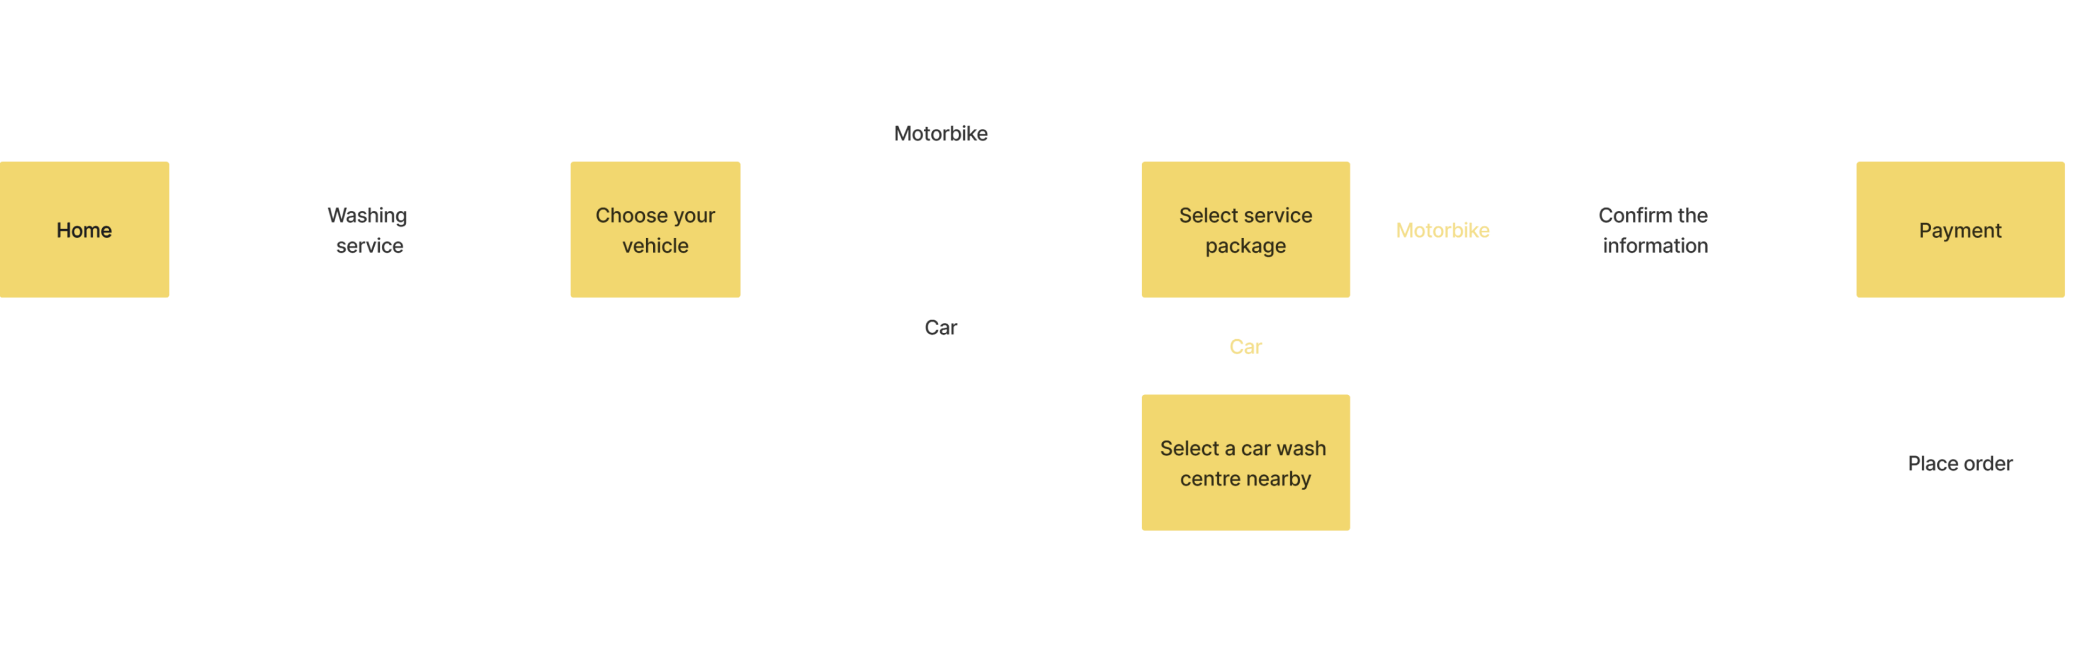 Home
Washing
service
Choose your
vehicle
Motorbike
Car
Select service
package
Motorbike
Car
Select a car wash
centre nearby
Confirm the
information
Payment
Place order